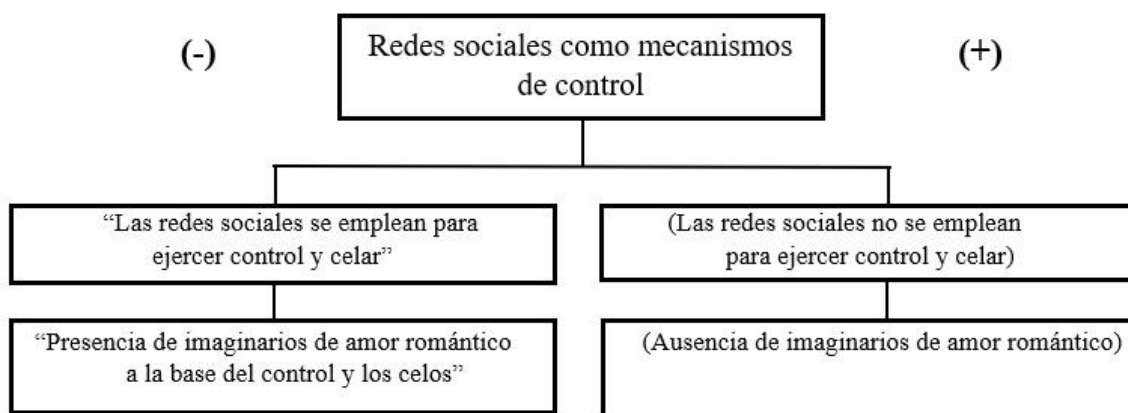 (-)
Redes sociales como mecanismos
de control
(+)
“Las redes sociales se emplean para
ejercer control y celar”
(Las redes sociales no se emplean
para ejercer control y celar)
“Presencia de imaginarios de amor romántico
a la base del control y los celos”
(Ausencia de imaginarios de amor romántico)